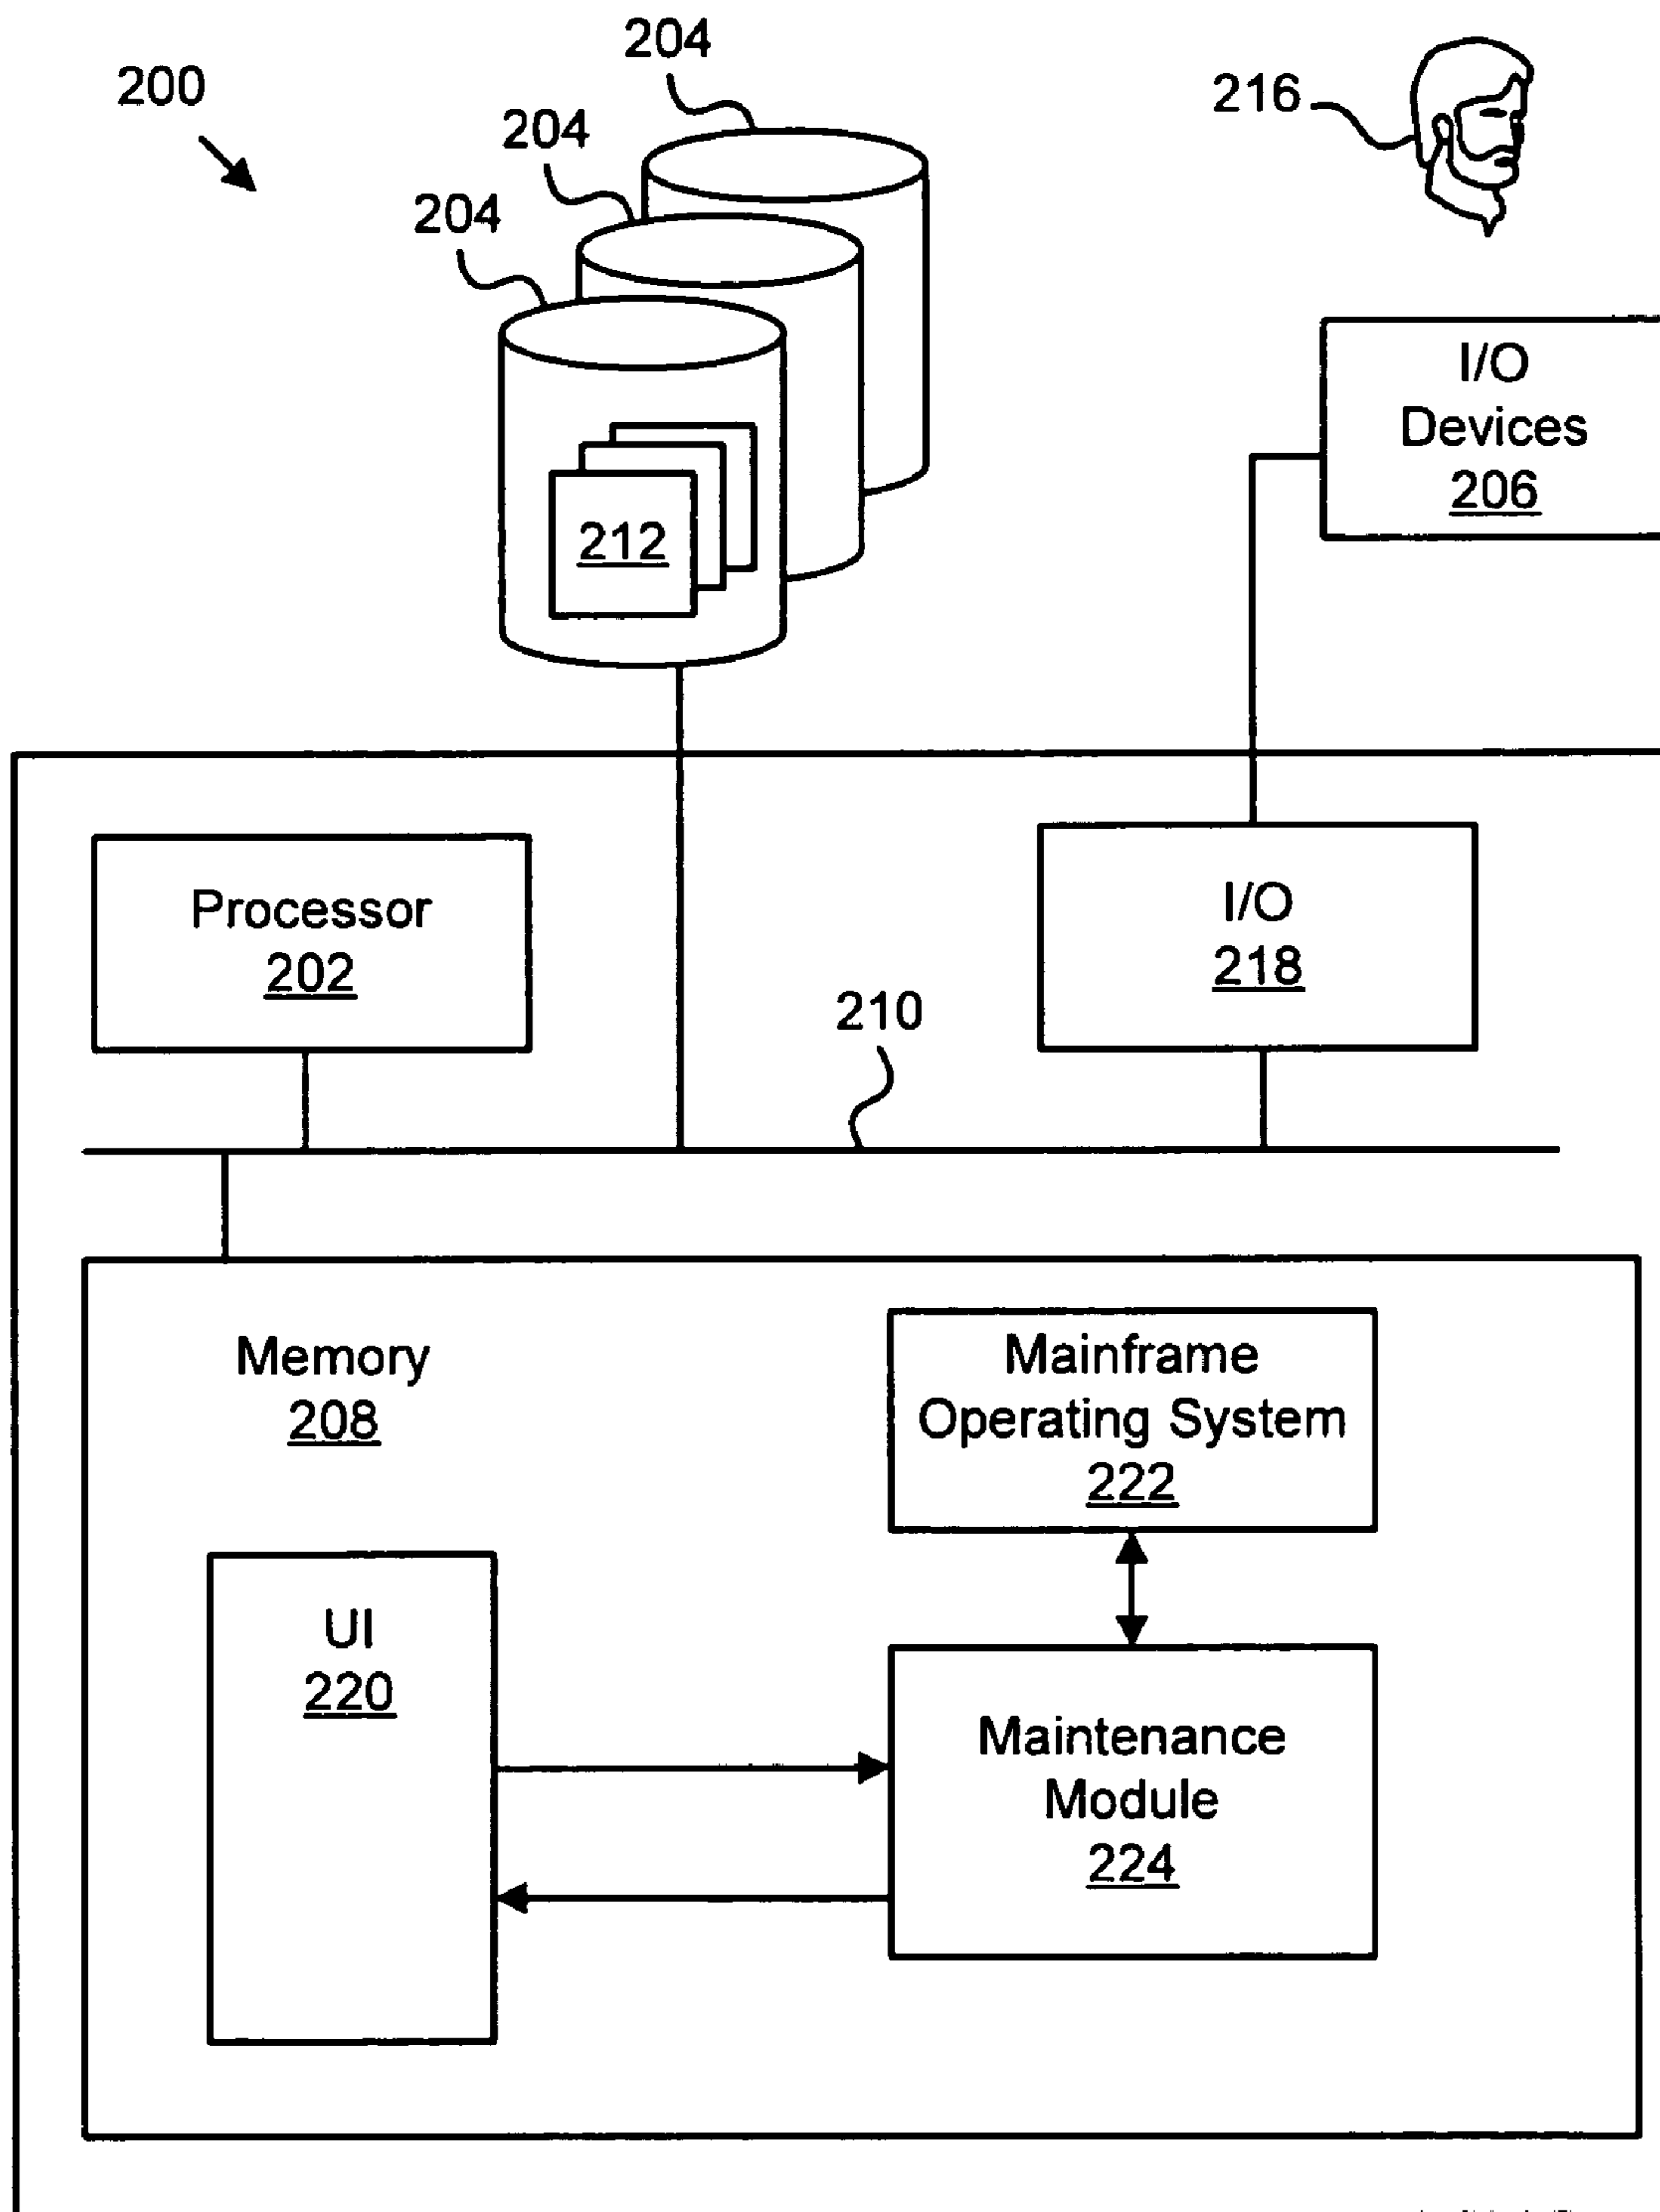 200
204
204
204
216
I/O
Devices
206
212
Processor
202
I/O
218
210
Memory
208
Mainframe
Operating System
222
UI
220
Maintenance
Module
224